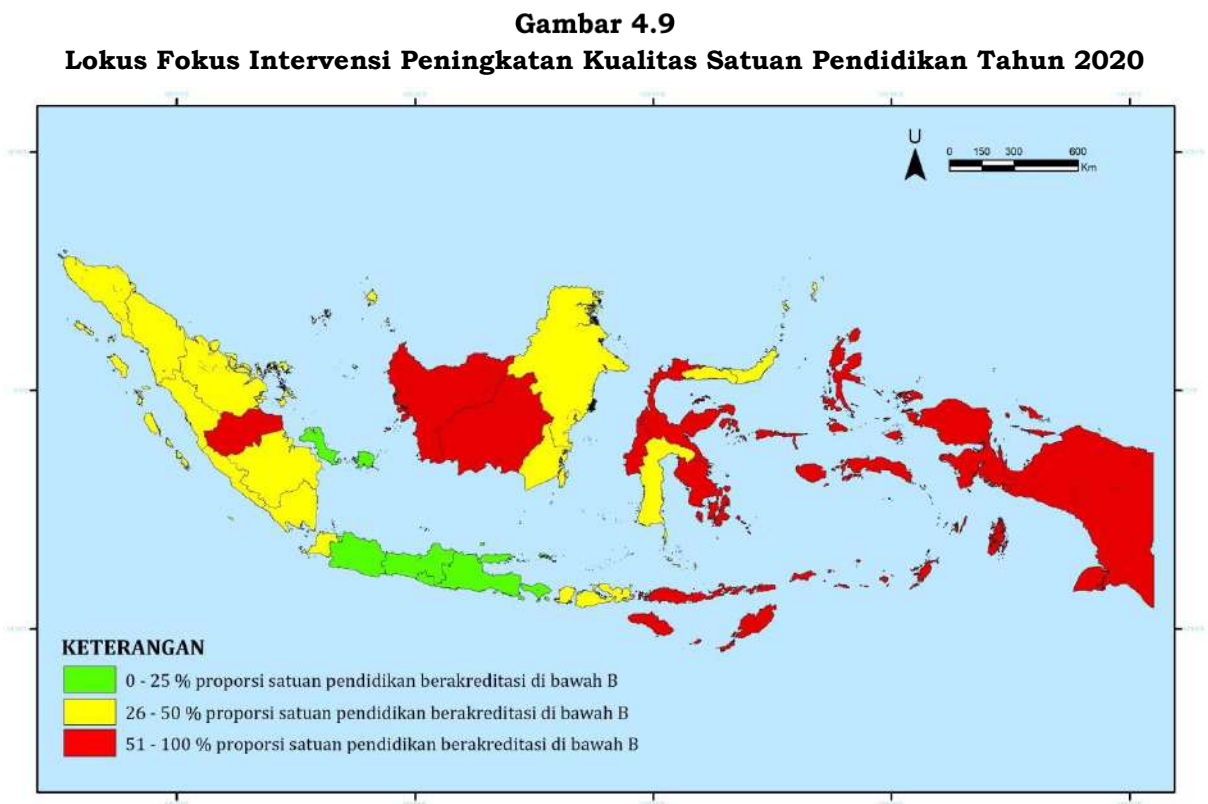 Gambar 4.9
Lokus Fokus Intervensi Peningkatan Kualitas Satuan Pendidikan Tahun 2020
U
0 150 300 600
Km
KETERANGAN
0 - 25 % proporsi satuan pendidikan berakreditasi di bawah B
26 - 50 % proporsi satuan pendidikan berakreditasi di bawah B
51 - 100 % proporsi satuan pendidikan berakreditasi di bawah B